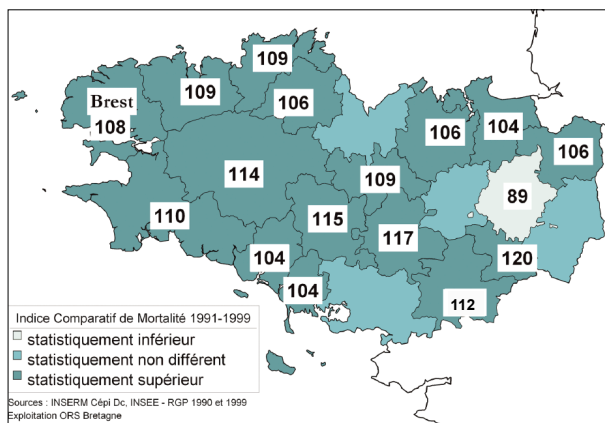 109
109
106
Brest
108
106
104
106
114
109
89
110
115
117
120
104
104
112
Indice Comparatif de Mortalité 1991-1999
statistiquement inférieur
statistiquement non différent
statistiquement supérieur
Sources : INSERM Cépi Dc, INSEE - RGP 1990 et 1999
Exploitation ORS Bretagne